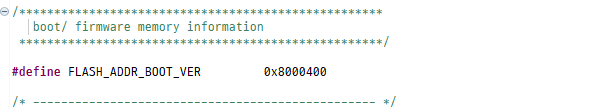 /****************************************************
boot/ firmware memory information
****************************************************/
#define FLASH_ADDR_BOOT_VER 0x8000400
/* ------------------------------------------------- */